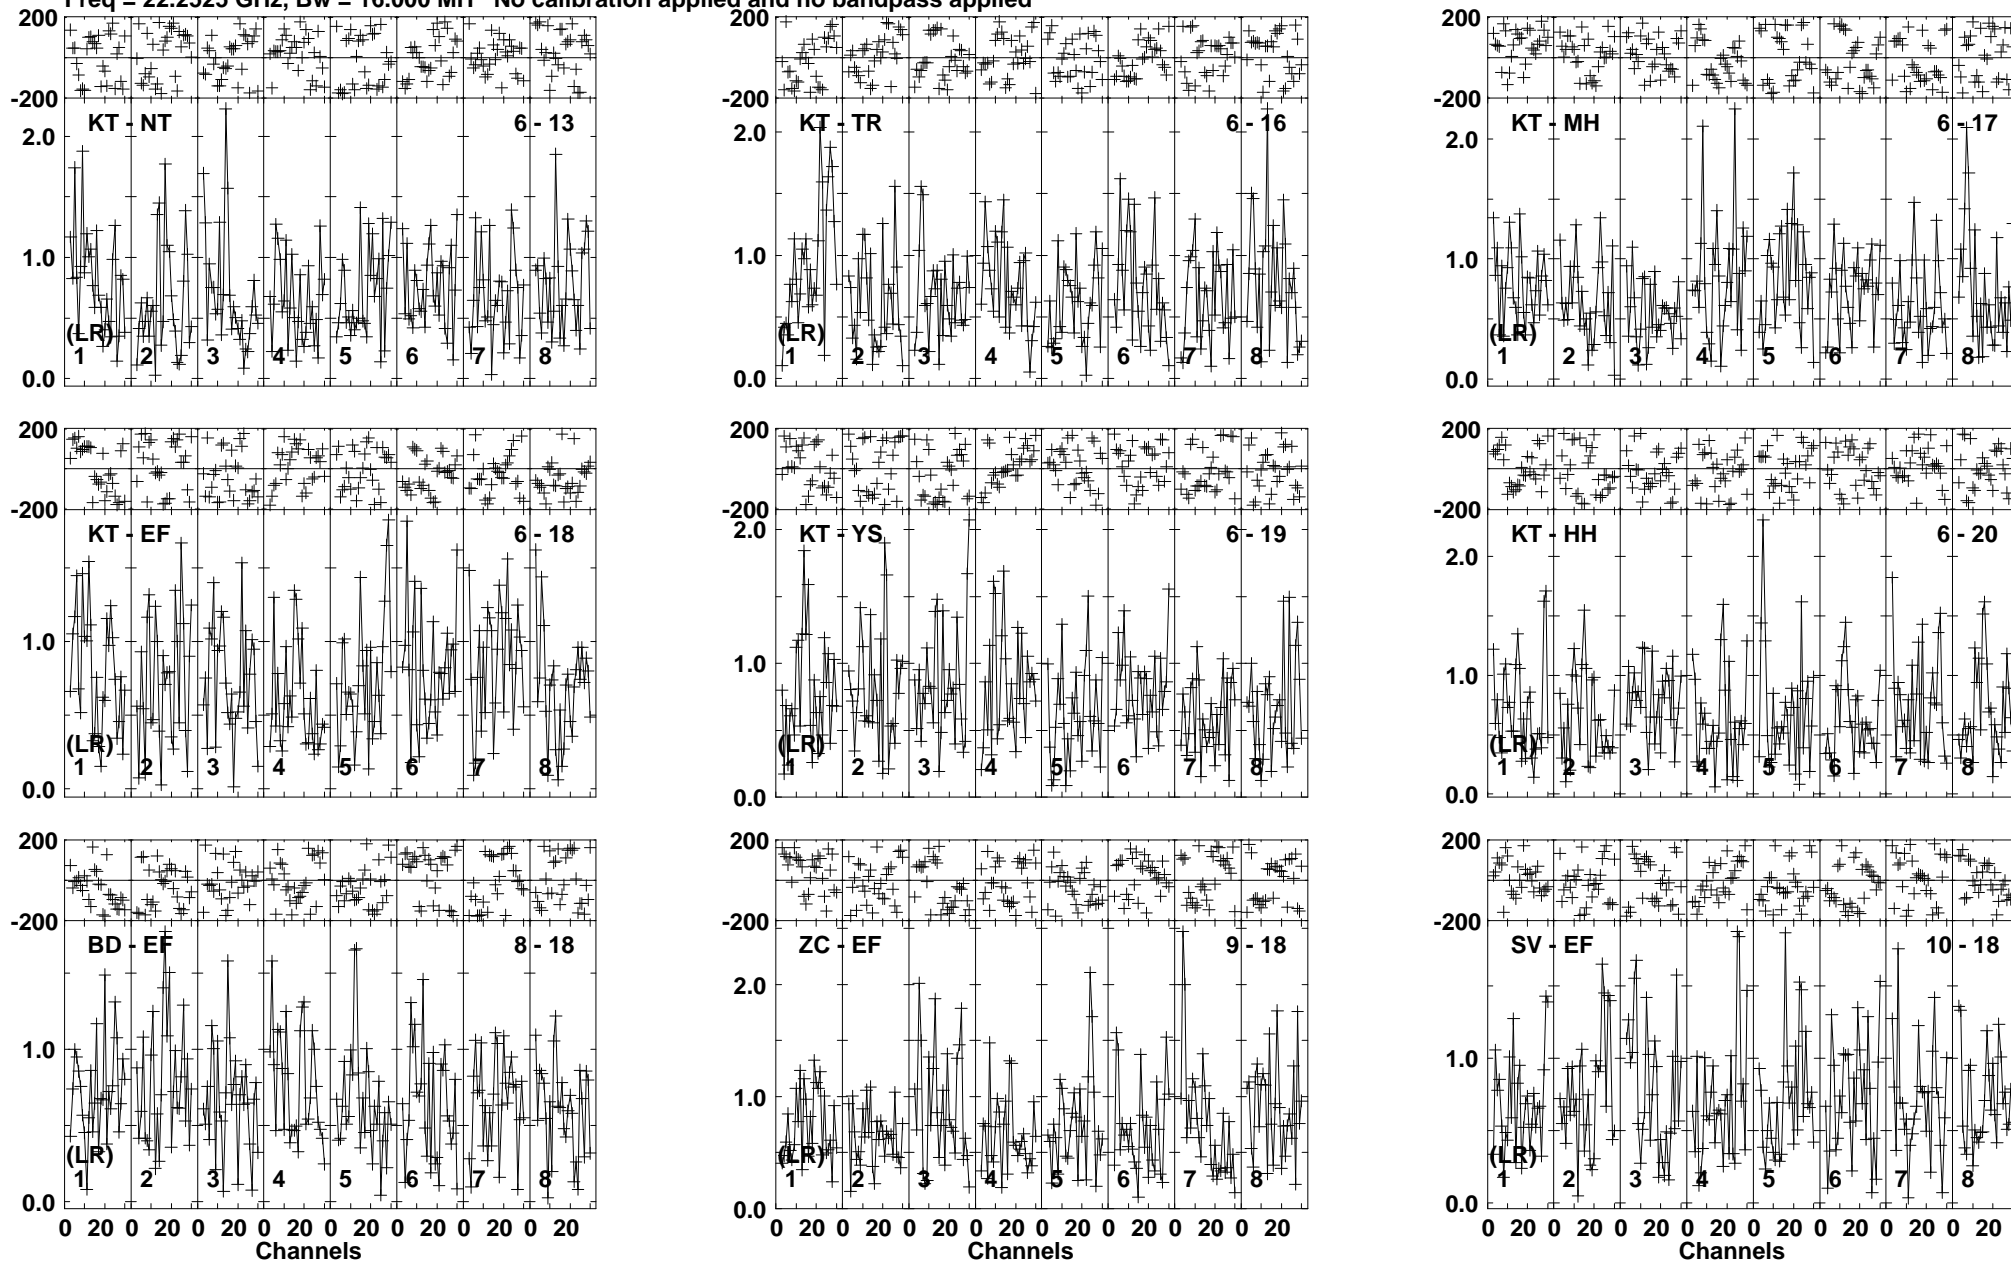 Freq = 22.2525 GHz, Bw = 16.000 MH No calibration applied and no bandpass applied
200 200 200
-200 -200 -200
KT - NT 6 - 13 KT - TR 6 - 16 KT - MH 6 - 17
2.0 2.0 2.0
1.0 1.0 1.0
(LR) (LR) (LR)
1 2 3 4 5 6 7 8 1 2 3 4 5 6 7 8 1 2 3 4 5 6 7 8
0.0 0.0 0.0
200 200 200
-200 -200 -200
KT - EF 6 - 18 KT - YS 6 - 19 KT - HH 6 - 20
2.0 2.0
1.0 1.0 1.0
(LR) (LR) (LR)
1 2 3 4 5 6 7 8 1 2 3 4 5 6 7 8 1 2 3 4 5 6 7 8
0.0 0.0 0.0
200 200 200
-200 -200 -200
BD - EF 8 - 18 ZC - EF 9 - 18 SV - EF 10 - 18
2.0
1.0 1.0 1.0
(LR) (LR) (LR)
1 2 3 4 5 6 7 8 1 2 3 4 5 6 7 8 1 2 3 4 5 6 7 8
0.0 0.0 0.0
0 20 0 20 0 20 0 20 0 20 0 20 0 20 0 20 0 20 0 20 0 20 0 20 0 20 0 20 0 20 0 20 0 20 0 20 0 20 0 20 0 20 0 20 0 20 0 20
Channels Channels Channels